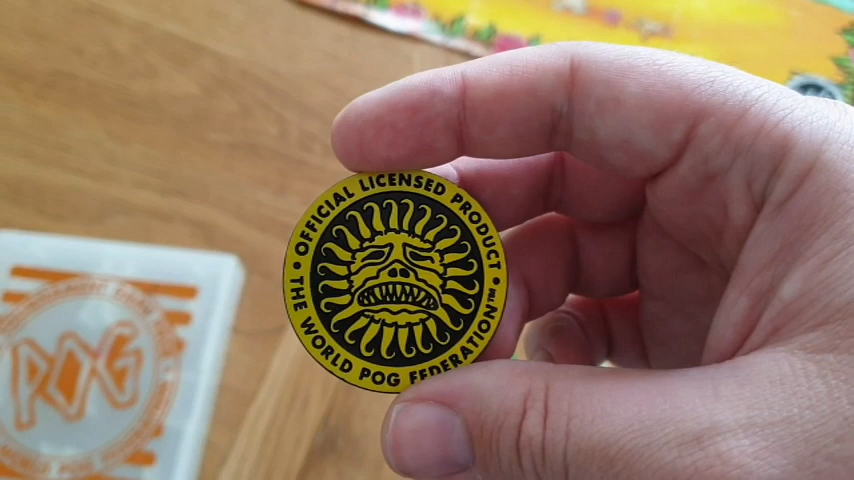 • OFFICIAL LICENSED PRODUCT •
THE WORLD POG FEDERATION™
POG